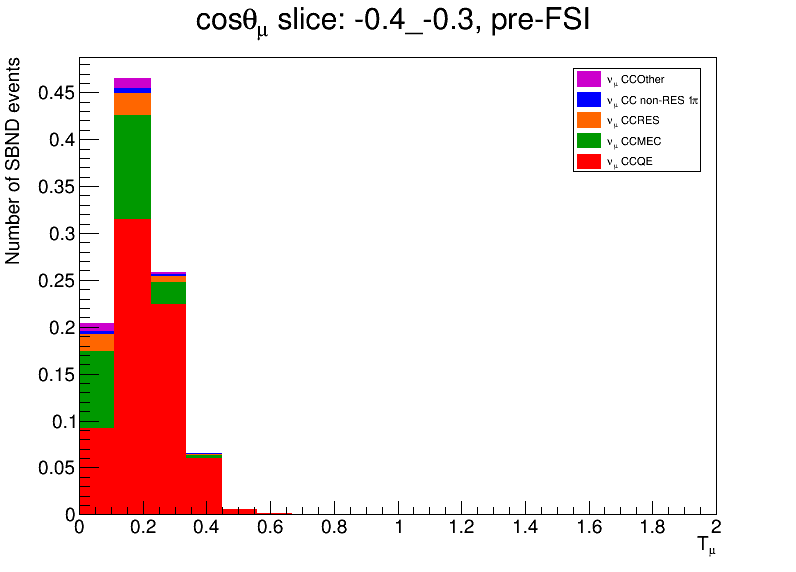 cosθμ slice: -0.4_-0.3, pre-FSI
Number of SBND events
0.45
0.4
0.35
0.3
0.25
0.2
0.15
0.1
0.05
0
νμ CCOther
νμ CC non-RES 1π
νμ CCRES
νμ CCMEC
νμ CCQE
0 0.2 0.4 0.6 0.8 1 1.2 1.4 1.6 1.8 2
Tμ